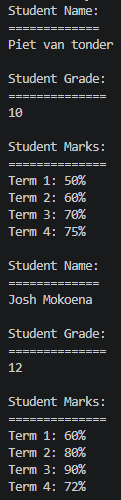 Student Name:
=============
Piet van tonder

Student Grade:
==============
10

Student Marks:
==============
Term 1: 50%
Term 2: 60%
Term 3: 70%
Term 4: 75%

Student Name:
=============
Josh Mokoena

Student Grade:
==============
12

Student Marks:
==============
Term 1: 60%
Term 2: 80%
Term 3: 90%
Term 4: 72%